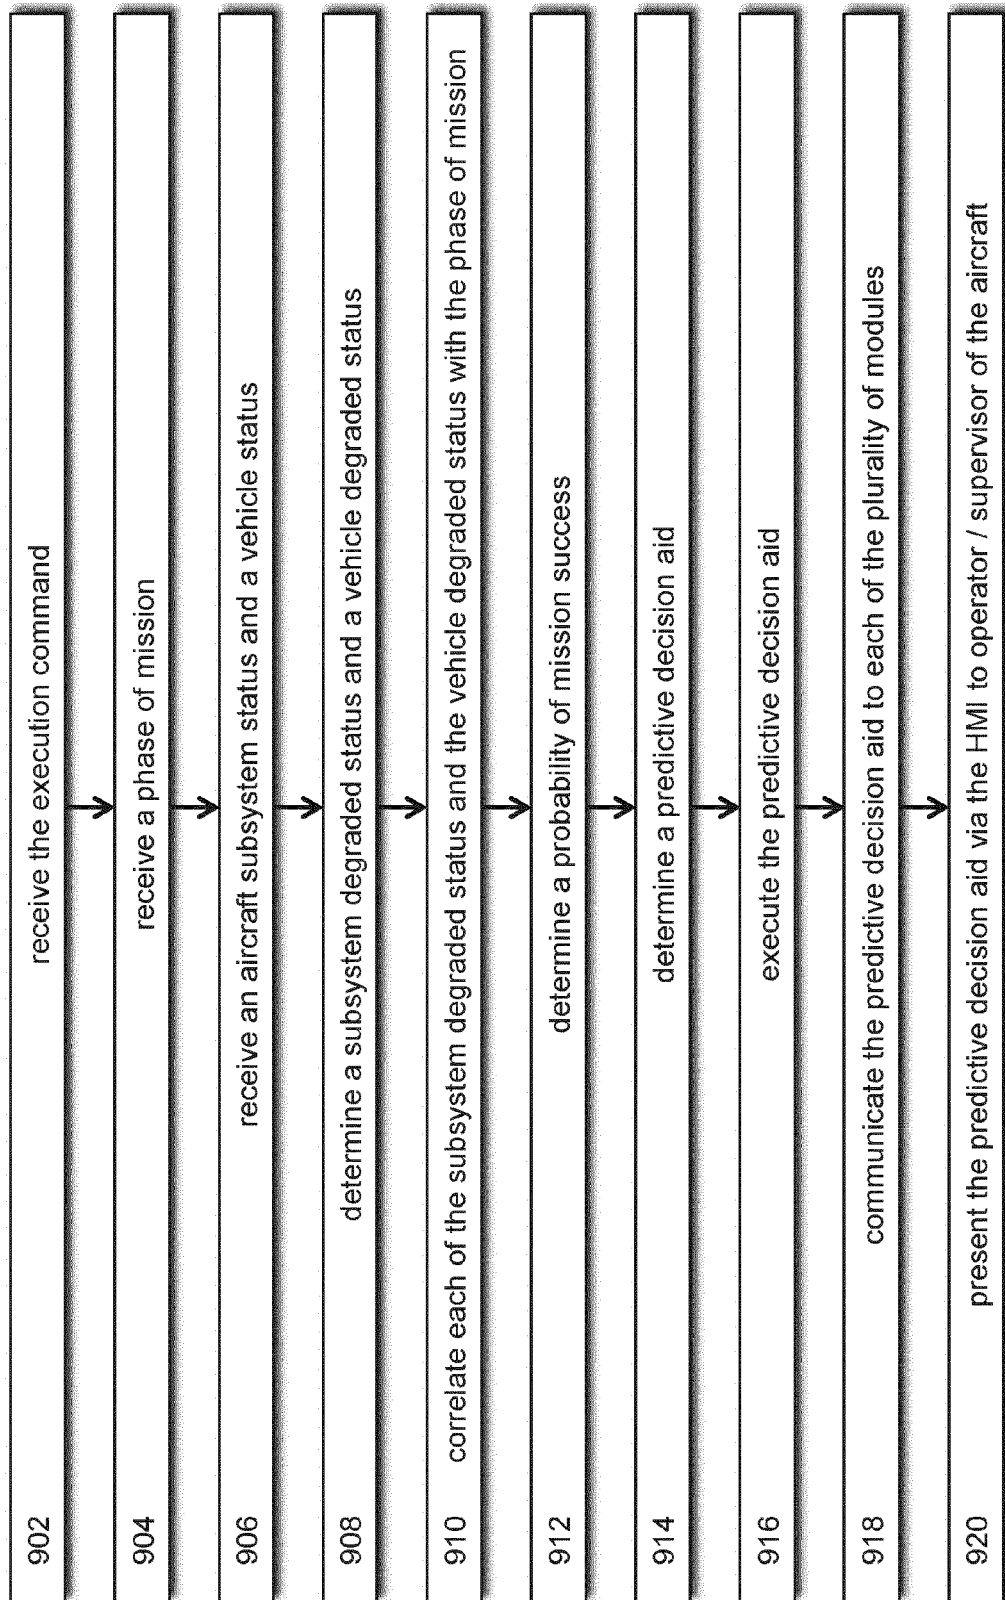 902 receive the execution command
904 receive a phase of mission
906 receive an aircraft subsystem status and a vehicle status
908 determine a subsystem degraded status and a vehicle degraded status
910 correlate each of the subsystem degraded status and the vehicle degraded status with the phase of mission
912 determine a probability of mission success
914 determine a predictive decision aid
916 execute the predictive decision aid
918 communicate the predictive decision aid to each of the plurality of modules
920 present the predictive decision aid via the HMI to operator / supervisor of the aircraft